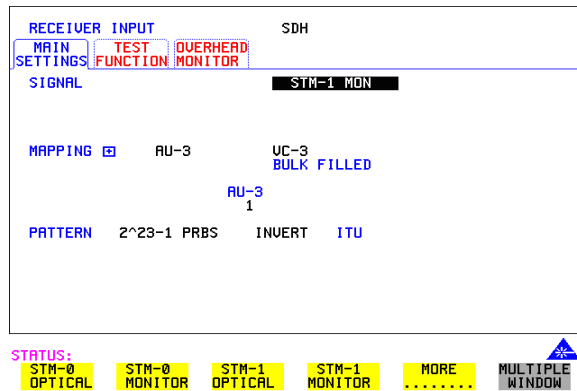 RECEIVER INPUT SDH
MAIN SETTINGS TEST FUNCTION OVERHEAD MONITOR
SIGNAL STM-1 MON
MAPPING + AU-3 VC-3
BULK FILLED
AU-3
1
PATTERN 2^23-1 PRBS INVERT ITU
STATUS:
STM-0 OPTICAL STM-0 MONITOR STM-1 OPTICAL STM-1 MONITOR MORE ........ MULTIPLE WINDOW